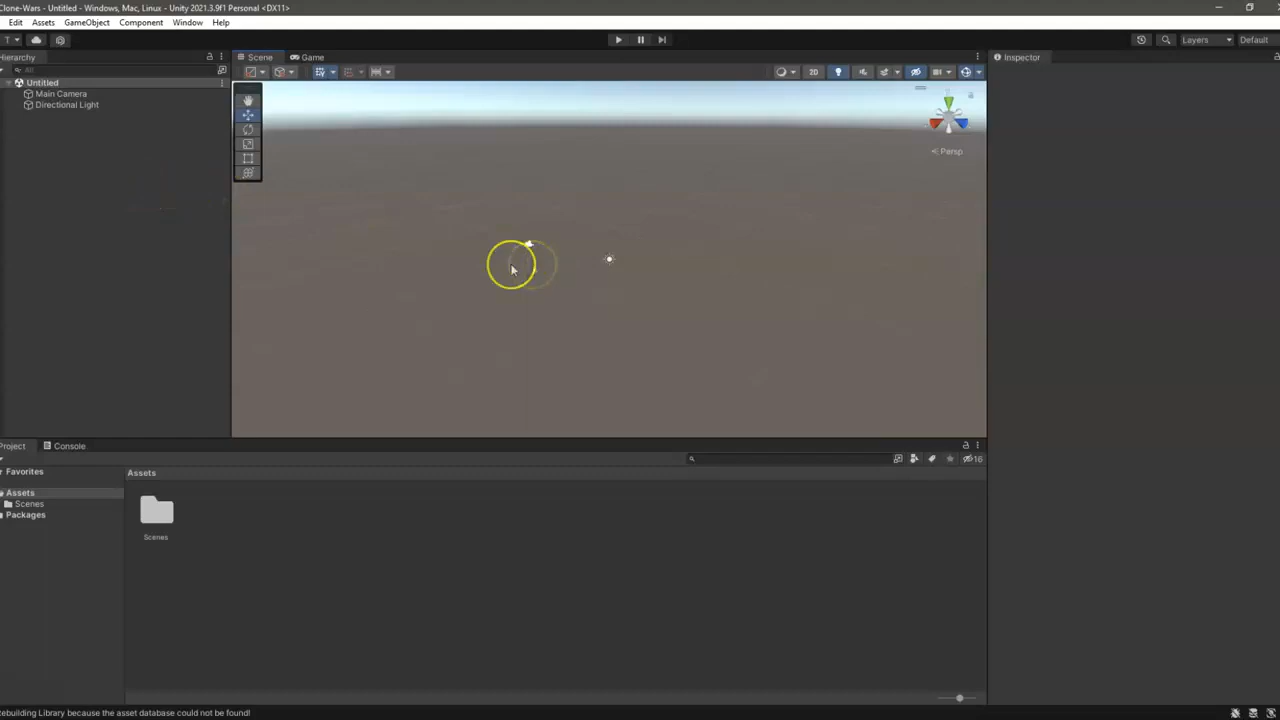 Clone-Wars - Untitled - Windows, Mac, Linux - Unity 2021.3.9f1 Personal <DX11>
Edit Assets GameObject Component Window Help
T
Layers
Default
Hierarchy
Scene
Game
Inspector
All
2D
Untitled
Main Camera
Directional Light
Persp
Project
Console
16
Favorites
Assets
Assets
Scenes
Packages
Scenes
ebuilding Library because the asset database could not be found!